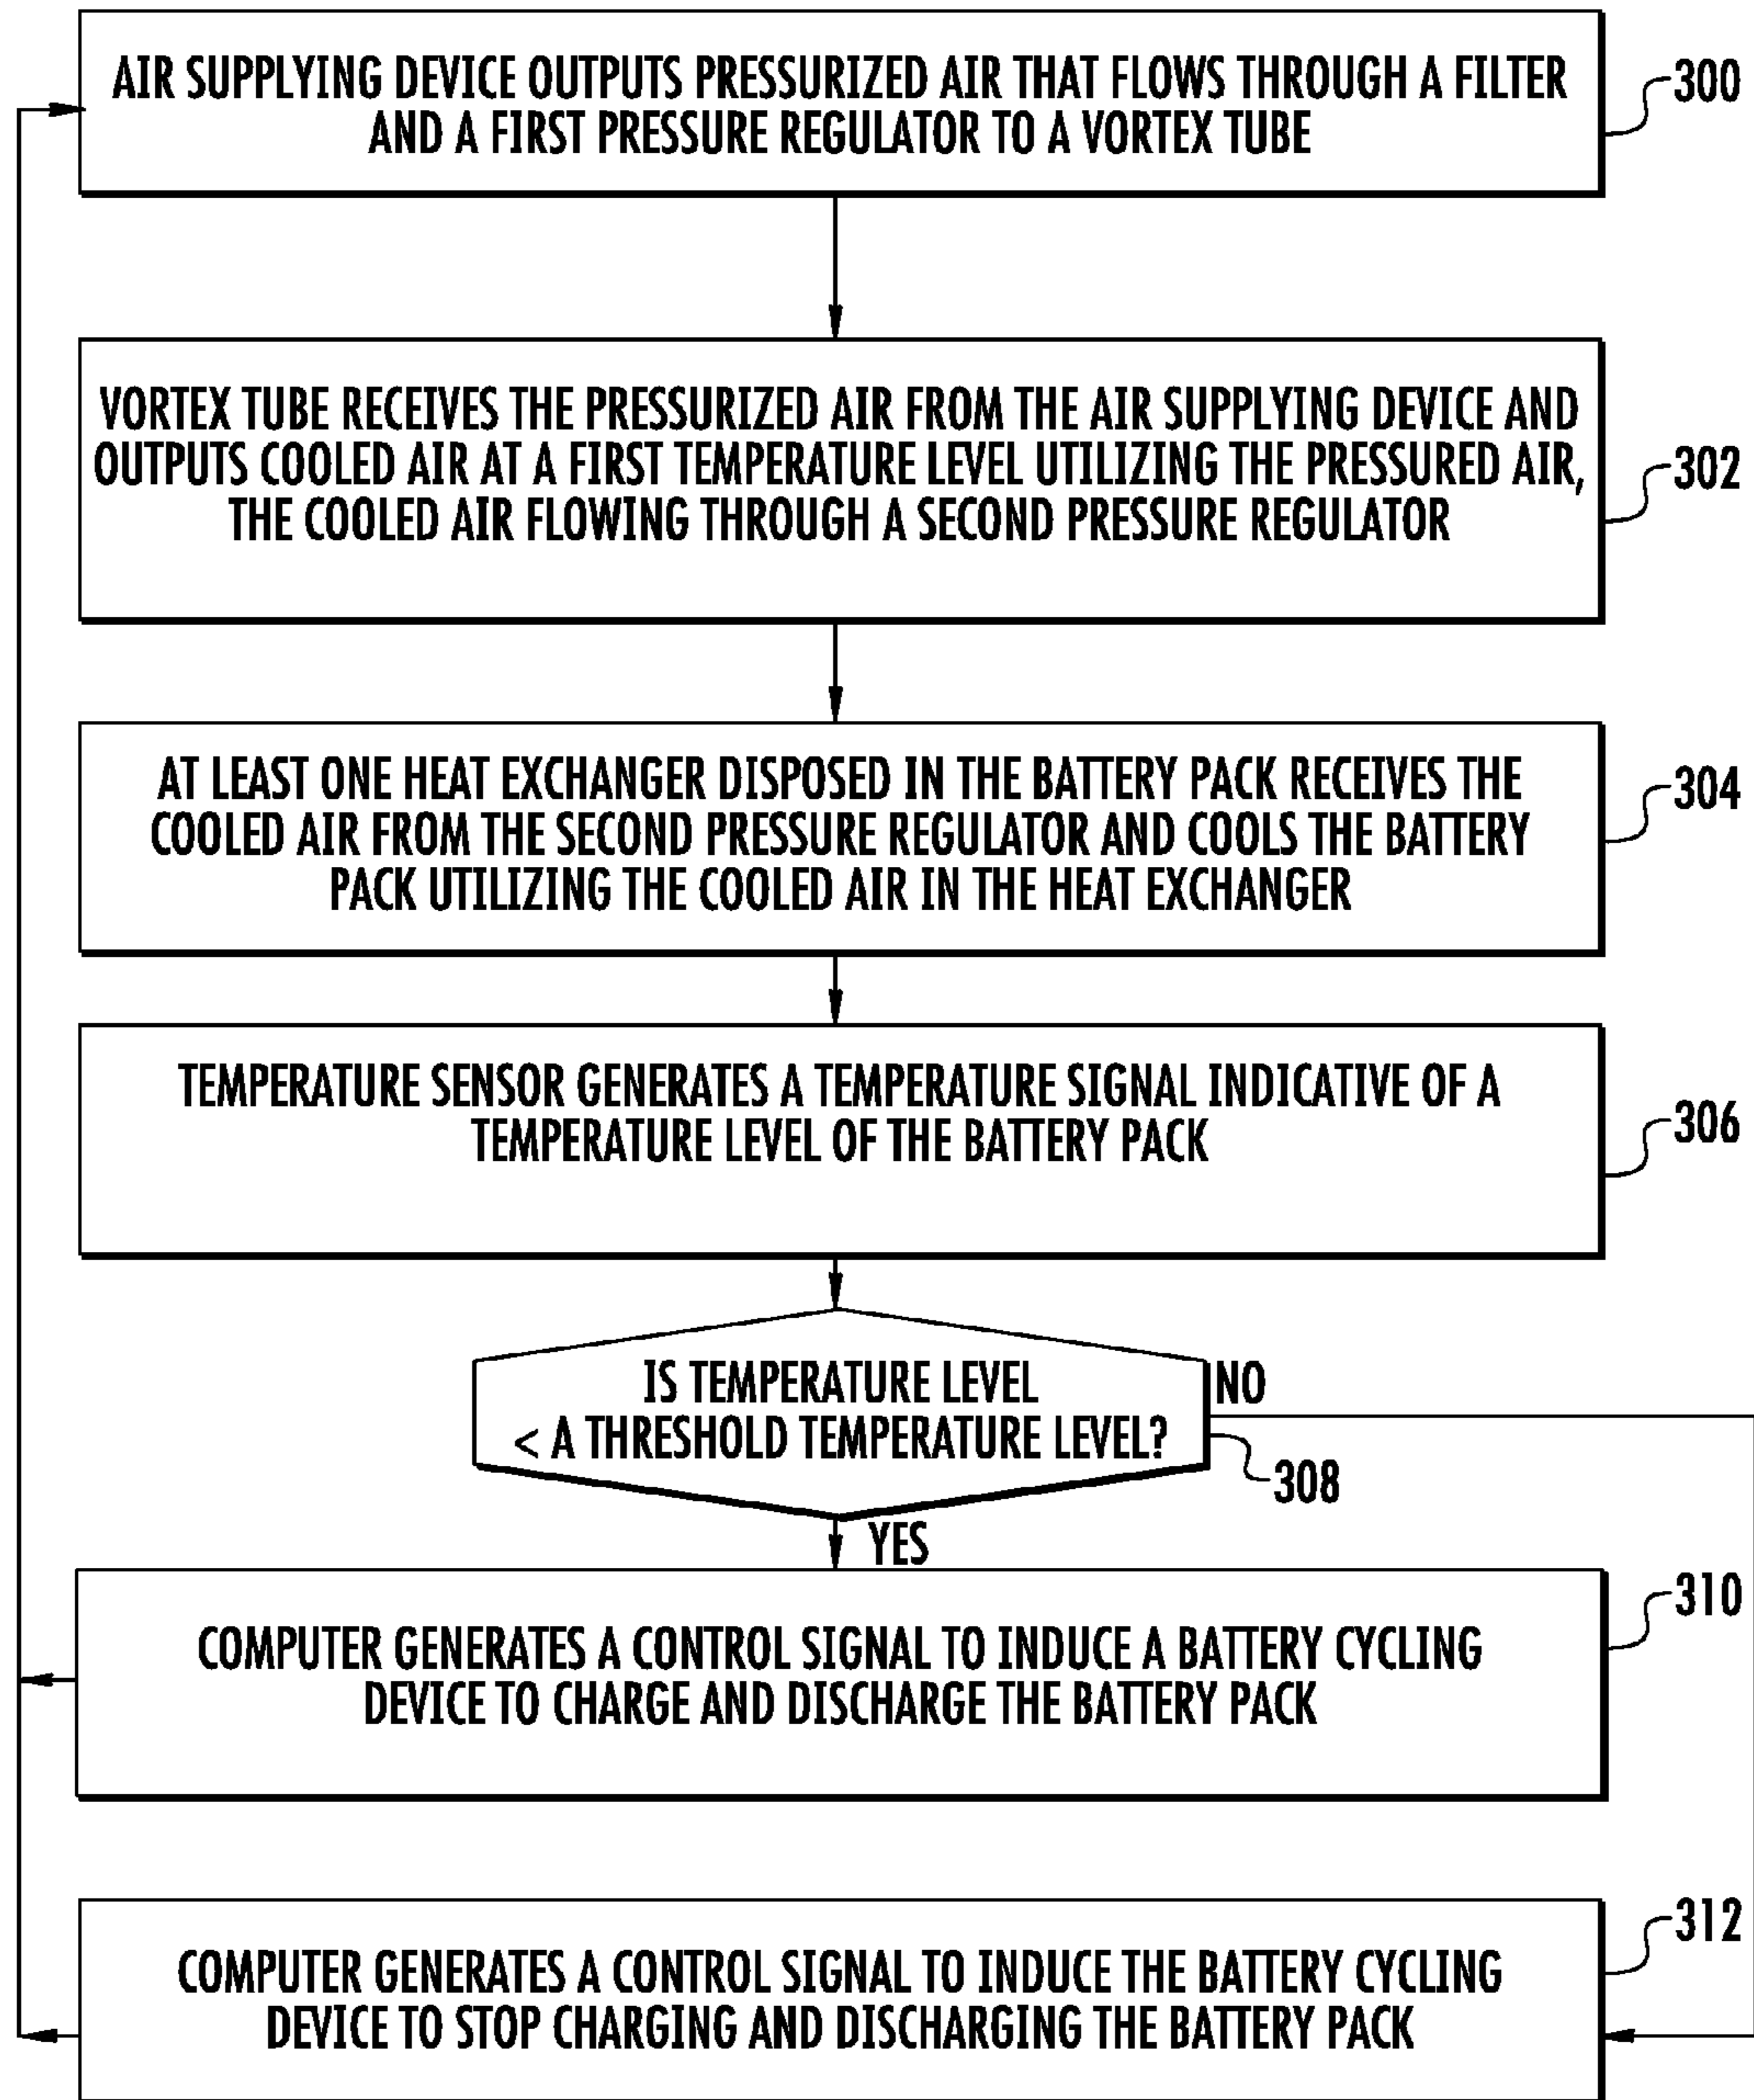 AIR SUPPLYING DEVICE OUTPUTS PRESSURIZED AIR THAT FLOWS THROUGH A FILTER
AND A FIRST PRESSURE REGULATOR TO A VORTEX TUBE
300
VORTEX TUBE RECEIVES THE PRESSURIZED AIR FROM THE AIR SUPPLYING DEVICE AND
OUTPUTS COOLED AIR AT A FIRST TEMPERATURE LEVEL UTILIZING THE PRESSURED AIR,
THE COOLED AIR FLOWING THROUGH A SECOND PRESSURE REGULATOR
302
AT LEAST ONE HEAT EXCHANGER DISPOSED IN THE BATTERY PACK RECEIVES THE
COOLED AIR FROM THE SECOND PRESSURE REGULATOR AND COOLS THE BATTERY
PACK UTILIZING THE COOLED AIR IN THE HEAT EXCHANGER
304
TEMPERATURE SENSOR GENERATES A TEMPERATURE SIGNAL INDICATIVE OF A
TEMPERATURE LEVEL OF THE BATTERY PACK
306
IS TEMPERATURE LEVEL
< A THRESHOLD TEMPERATURE LEVEL?
NO
308
YES
COMPUTER GENERATES A CONTROL SIGNAL TO INDUCE A BATTERY CYCLING
DEVICE TO CHARGE AND DISCHARGE THE BATTERY PACK
310
COMPUTER GENERATES A CONTROL SIGNAL TO INDUCE THE BATTERY CYCLING
DEVICE TO STOP CHARGING AND DISCHARGING THE BATTERY PACK
312